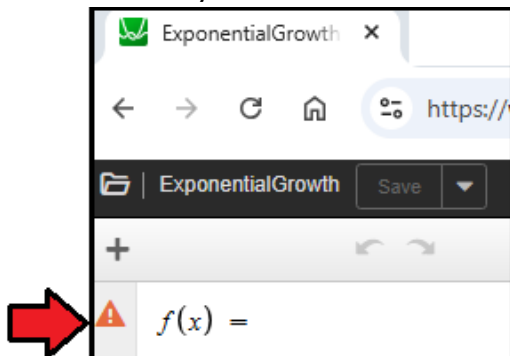 ExponentialGrowth
https://
ExponentialGrowth Save
f(x) =